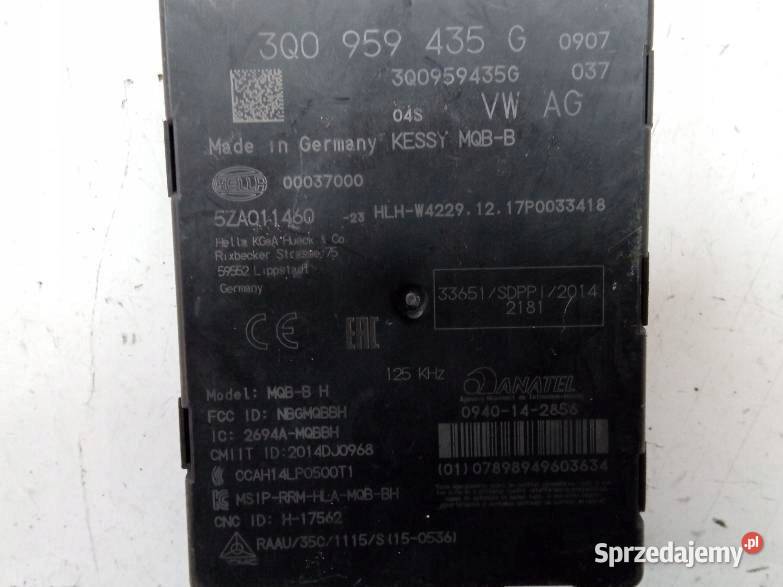 3Q0 959 435 G 0907
3Q0959435G 037
04S VW AG
Made in Germany KESSY MQB-B
HELLA 00037000
5ZA011460 -23 HLH-W4229.12.17P0033418
Hella KGaA Hueck & Co
Rixbecker Strasse 75
59552 Lippstadt
Germany
33651/SDPPI/2014
2181
CE EAC
125 KHz
ANATEL
Model: MQB-B H
FCC ID: NBGMQBBH
0940-14-2856
IC: 2694A-MQBBH
CMIIT ID:2014DJ0968
CCAH14LP0500T1
(01)07898949603634
MSIP-RRM-HLA-MQB-BH
CNC ID: H-17562
RAAU/35C/1115/S(15-0536)
Sprzedajemy.pl